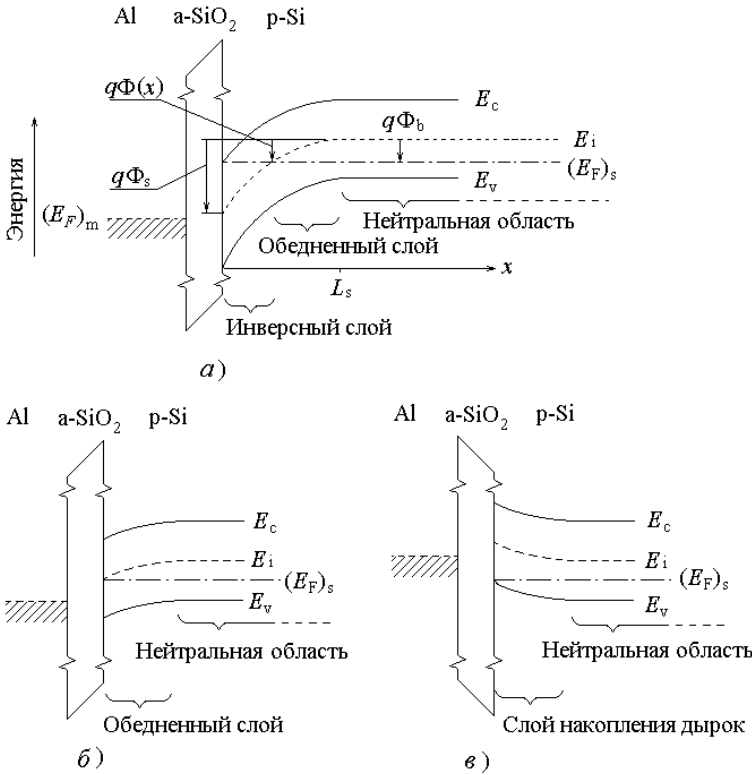 Al a-SiO2 p-Si
qΦ(x)
Ec
qΦb
Ei
(EF)s
qΦs
Ev
Энергия
(EF)m
Нейтральная область
Обедненный слой
x
Ls
Инверсный слой
а)
Al a-SiO2 p-Si
Ec
Ei
(EF)s
Ev
Нейтральная область
Обедненный слой
б)
Al a-SiO2 p-Si
Ec
Ei
(EF)s
Ev
Нейтральная область
Слой накопления дырок
в)